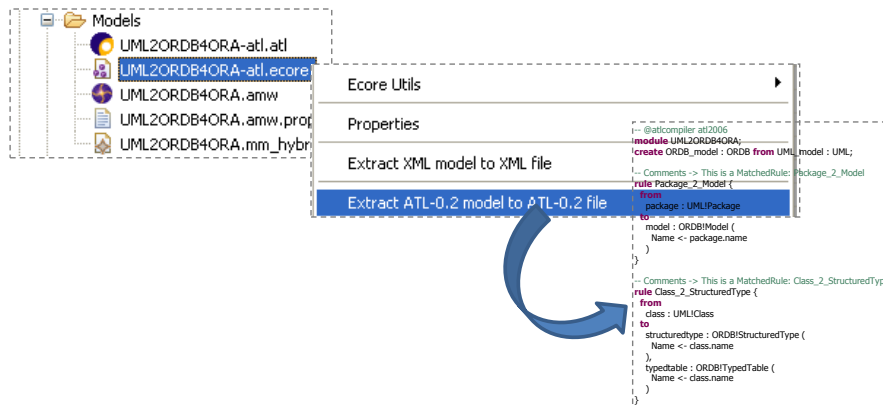 Models
UML2ORDB4ORA-atl.atl
UML2ORDB4ORA-atl.ecore
UML2ORDB4ORA.amw
UML2ORDB4ORA.amw.prop
UML2ORDB4ORA.mm_hybr
Ecore Utils
Properties
Extract XML model to XML file
Extract ATL-0.2 model to ATL-0.2 file
-- @atlcompiler atl2006
module UML2ORDB4ORA;
create ORDB_model : ORDB from UML_model : UML;
-- Comments -> This is a MatchedRule: Package_2_Model
rule Package_2_Model {
from
package : UML!Package
to
model : ORDB!Model (
Name <- package.name
)
}
-- Comments -> This is a MatchedRule: Class_2_StructuredTyp
rule Class_2_StructuredType {
from
class : UML!Class
to
structuredtype : ORDB!StructuredType (
Name <- class.name
),
typedtable : ORDB!TypedTable (
Name <- class.name
)
}